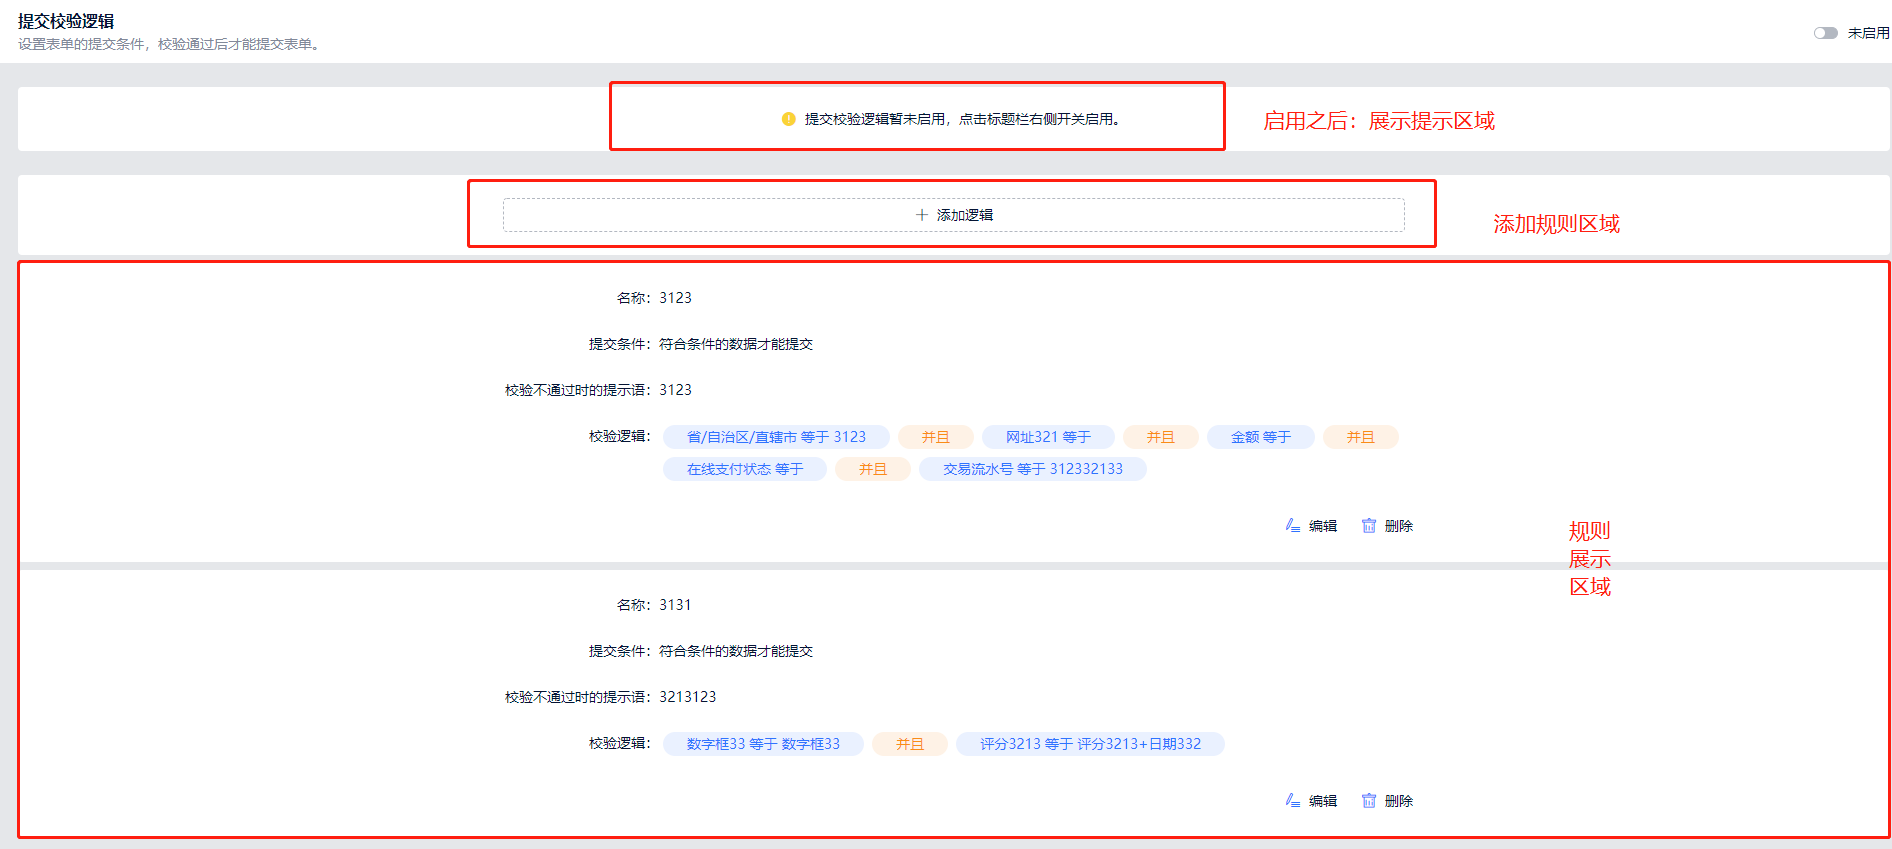 提交校验逻辑
设置表单的提交条件，校验通过后才能提交表单。
未启用
提交校验逻辑暂未启用，点击标题栏右侧开关启用。
启用之后：展示提示区域
添加逻辑
添加规则区域
名称：3123
提交条件：符合条件的数据才能提交
校验不通过时的提示语：3123
校验逻辑： 省/自治区/直辖市 等于 3123 并且 网址321 等于 并且 金额 等于 并且
在线支付状态 等于 并且 交易流水号 等于 312332133
编辑 删除
规则
展示
区域
名称：3131
提交条件：符合条件的数据才能提交
校验不通过时的提示语：3213123
校验逻辑： 数字框33 等于 数字框33 并且 评分3213 等于 评分3213+日期332
编辑 删除